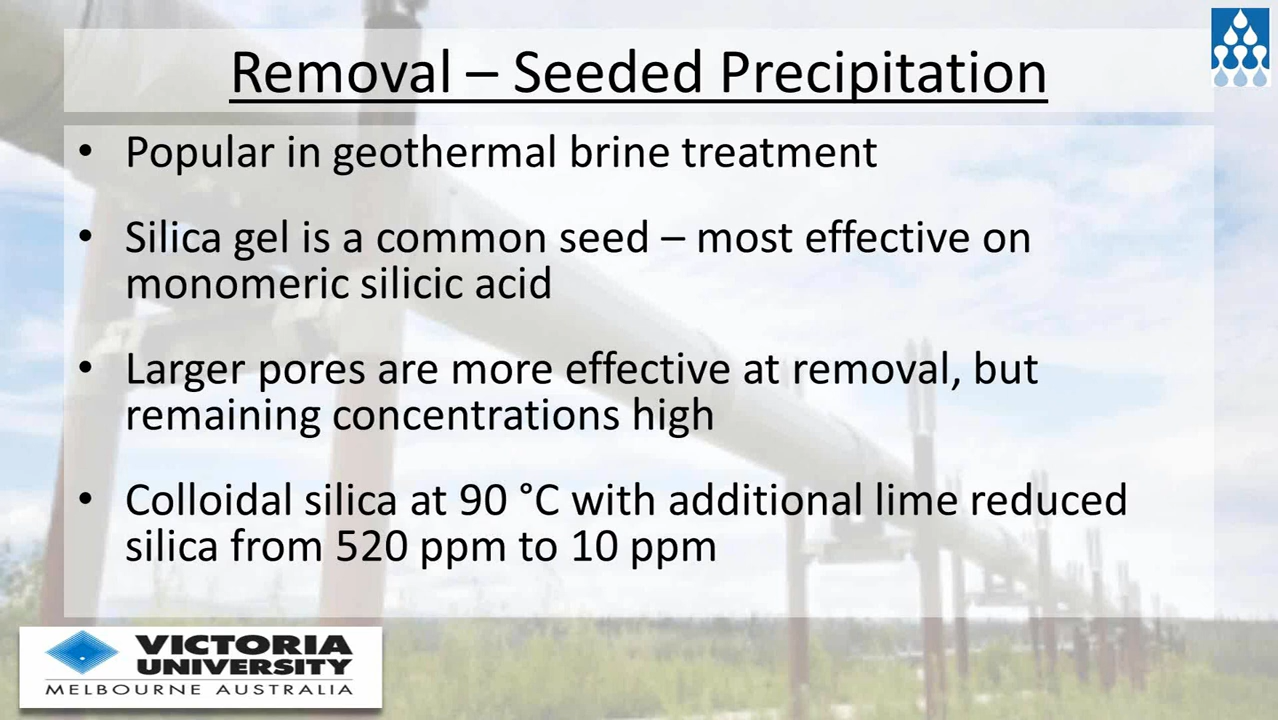 Removal – Seeded Precipitation
• Popular in geothermal brine treatment
• Silica gel is a common seed – most effective on
monomeric silicic acid
• Larger pores are more effective at removal, but
remaining concentrations high
• Colloidal silica at 90 °C with additional lime reduced
silica from 520 ppm to 10 ppm
VICTORIA
UNIVERSITY
MELBOURNE AUSTRALIA